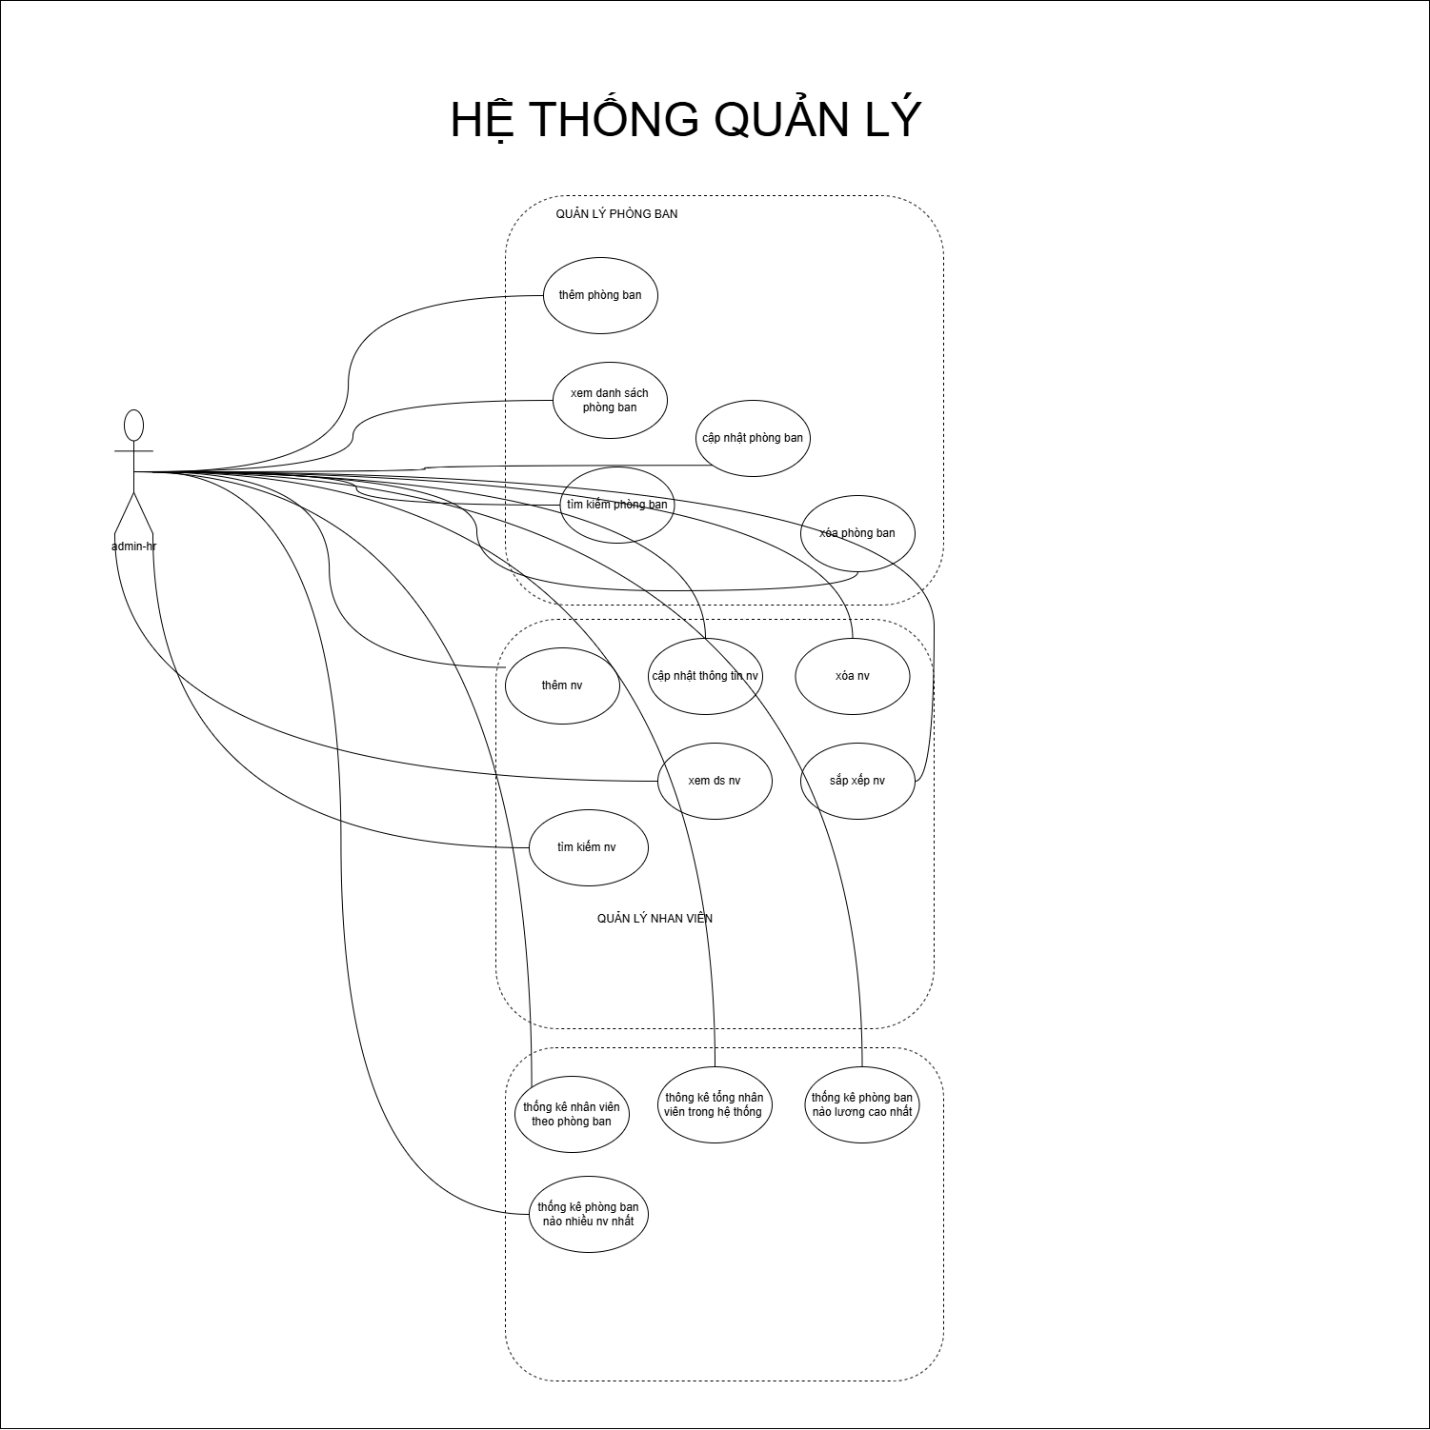 HỆ THỐNG QUẢN LÝ
QUẢN LÝ PHÒNG BAN
thêm phòng ban
xem danh sách
phòng ban
cập nhật phòng ban
tìm kiếm phòng ban
xóa phòng ban
admin-hr
thêm nv
cập nhật thông tin nv
xóa nv
xem ds nv
sắp xếp nv
tìm kiếm nv
QUẢN LÝ NHAN VIÊN
thống kê nhân viên
theo phòng ban
thông kê tổng nhân
viên trong hệ thống
thống kê phòng ban
nào lương cao nhất
thống kê phòng ban
nào nhiều nv nhất